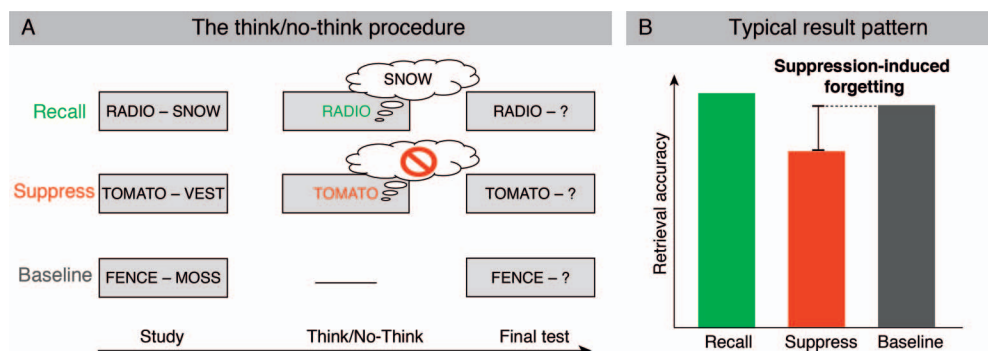 A
The think/no-think procedure
SNOW
Recall
RADIO – SNOW
RADIO
RADIO – ?
Suppress
TOMATO – VEST
TOMATO
TOMATO – ?
Baseline
FENCE – MOSS
FENCE – ?
Study
Think/No-Think
Final test
B
Typical result pattern
Suppression-induced
forgetting
Retrieval accuracy
Recall
Suppress
Baseline